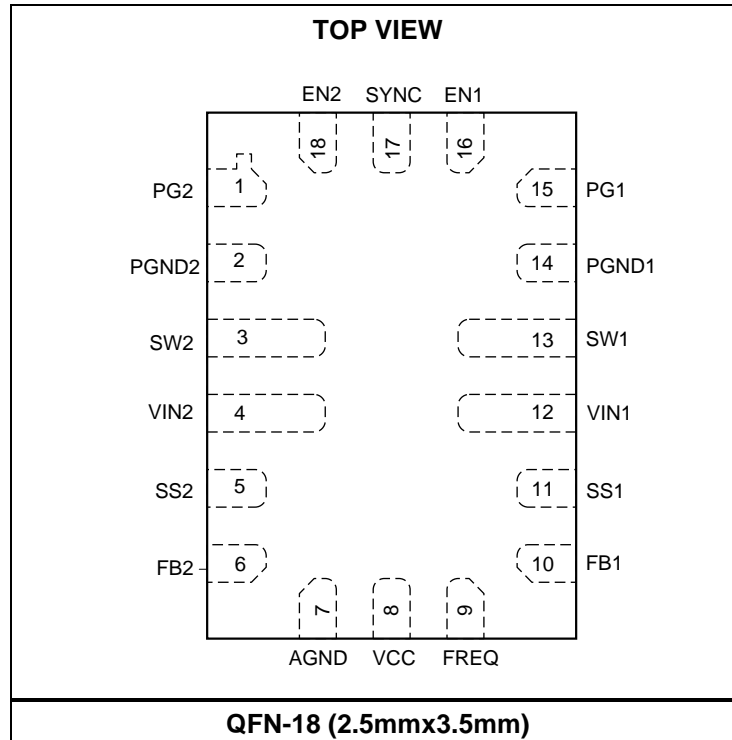 TOP VIEW
EN2 SYNC EN1
18 17 16
PG2 1 15 PG1
PGND2 2 14 PGND1
SW2 3 13 SW1
VIN2 4 12 VIN1
SS2 5 11 SS1
FB2 6 10 FB1
7 8 9
AGND VCC FREQ
QFN-18 (2.5mmx3.5mm)